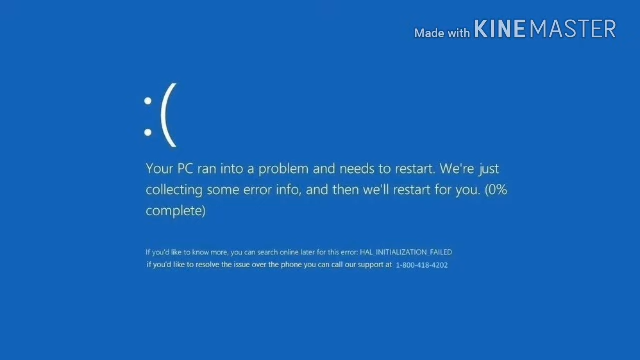 Made with KINEMASTER
:(
Your PC ran into a problem and needs to restart. We're just
collecting some error info, and then we'll restart for you. (0%
complete)
If you'd like to know more, you can search online later for this error: HAL_INITIALIZATION_FAILED
if you'd like to resolve the issue over the phone you can call our support at 1-800-418-4202